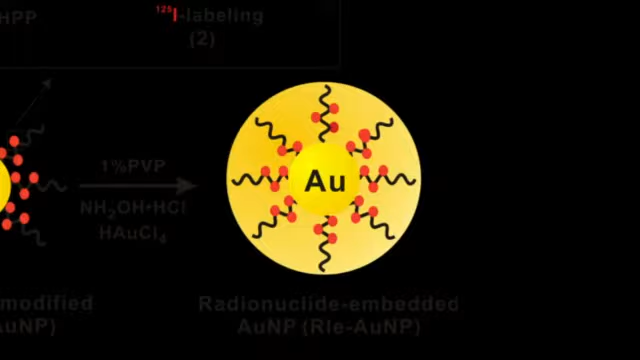 HPP
¹²⁵I-labeling
(2)
1%PVP
NH₂OH•HCl
HAuCl₄
Au
modified
AuNP)
Radionuclide-embedded
AuNP (RIe-AuNP)